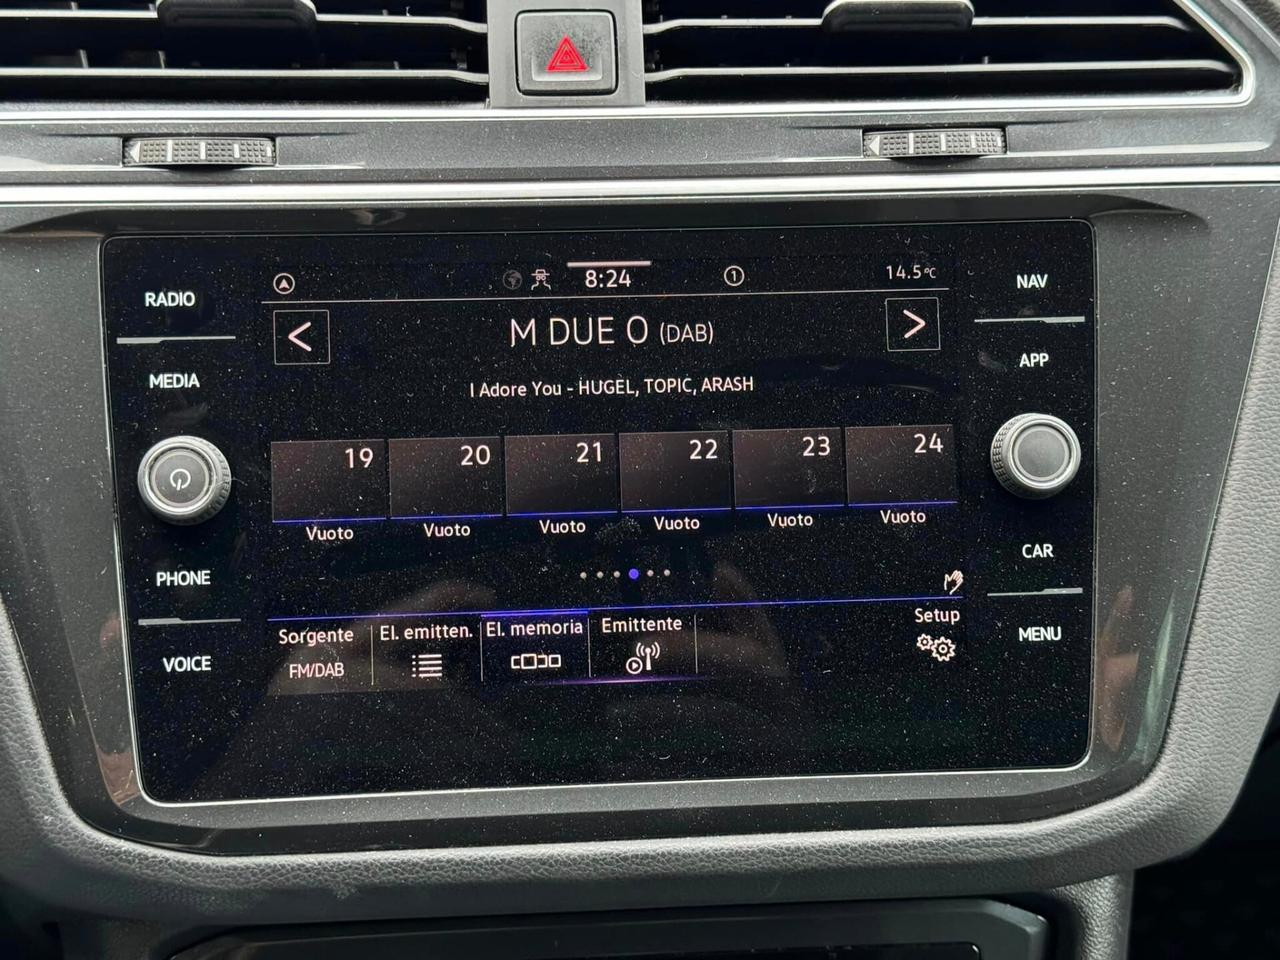 RADIO
MEDIA
PHONE
VOICE
8:24
1
14.5°C
M DUE O (DAB)
I Adore You - HUGEL, TOPIC, ARASH
19 20 21 22 23 24
Vuoto Vuoto Vuoto Vuoto Vuoto Vuoto
Sorgente El. emitten. El. memoria Emittente Setup
FM/DAB
NAV
APP
CAR
MENU